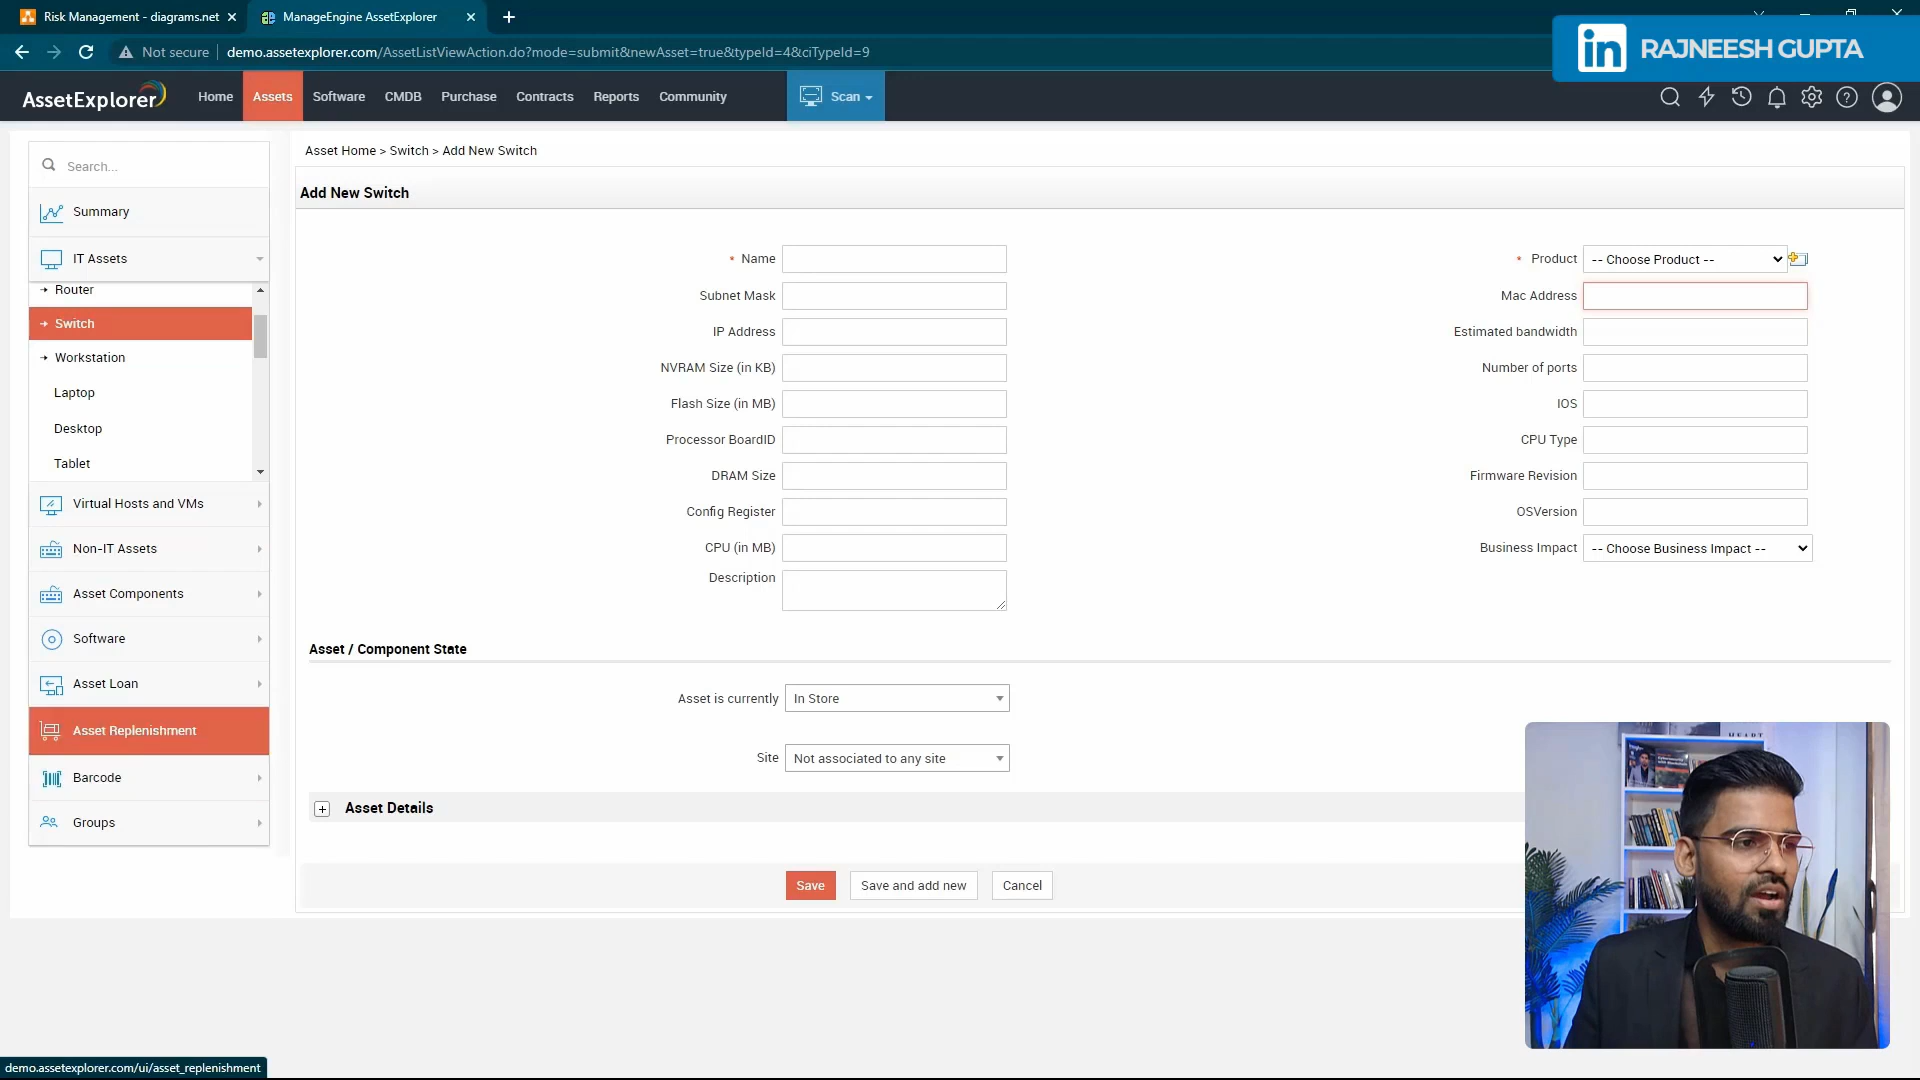 Risk Management - diagrams.net
ManageEngine AssetExplorer
Not secure
demo.assetexplorer.com/AssetListViewAction.do?mode=submit&newAsset=true&typeId=4&ciTypeId=9
in RAJNEESH GUPTA
AssetExplorer
Home
Assets
Software
CMDB
Purchase
Contracts
Reports
Community
Scan
Search...
Summary
IT Assets
Router
Switch
Workstation
Laptop
Desktop
Tablet
Virtual Hosts and VMs
Non-IT Assets
Asset Components
Software
Asset Loan
Asset Replenishment
Barcode
Groups
Asset Home > Switch > Add New Switch
Add New Switch
* Name
* Product -- Choose Product --
Subnet Mask
Mac Address
IP Address
Estimated bandwidth
NVRAM Size (in KB)
Number of ports
Flash Size (in MB)
IOS
Processor BoardID
CPU Type
DRAM Size
Firmware Revision
Config Register
OSVersion
CPU (in MB)
Business Impact -- Choose Business Impact --
Description
Asset / Component State
Asset is currently In Store
Site Not associated to any site
Asset Details
Save
Save and add new
Cancel
demo.assetexplorer.com/ui/asset_replenishment